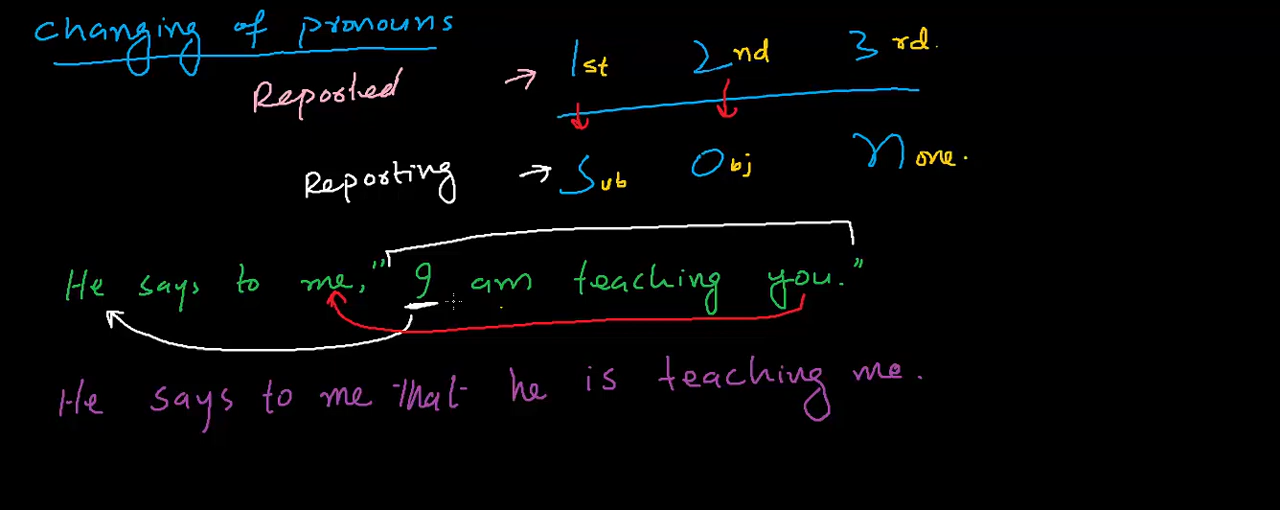 Changing of pronouns
Reported → 1st 2nd 3rd.
Reporting → Sub Obj None.
He says to me, "I am teaching you."
He says to me that he is teaching me.